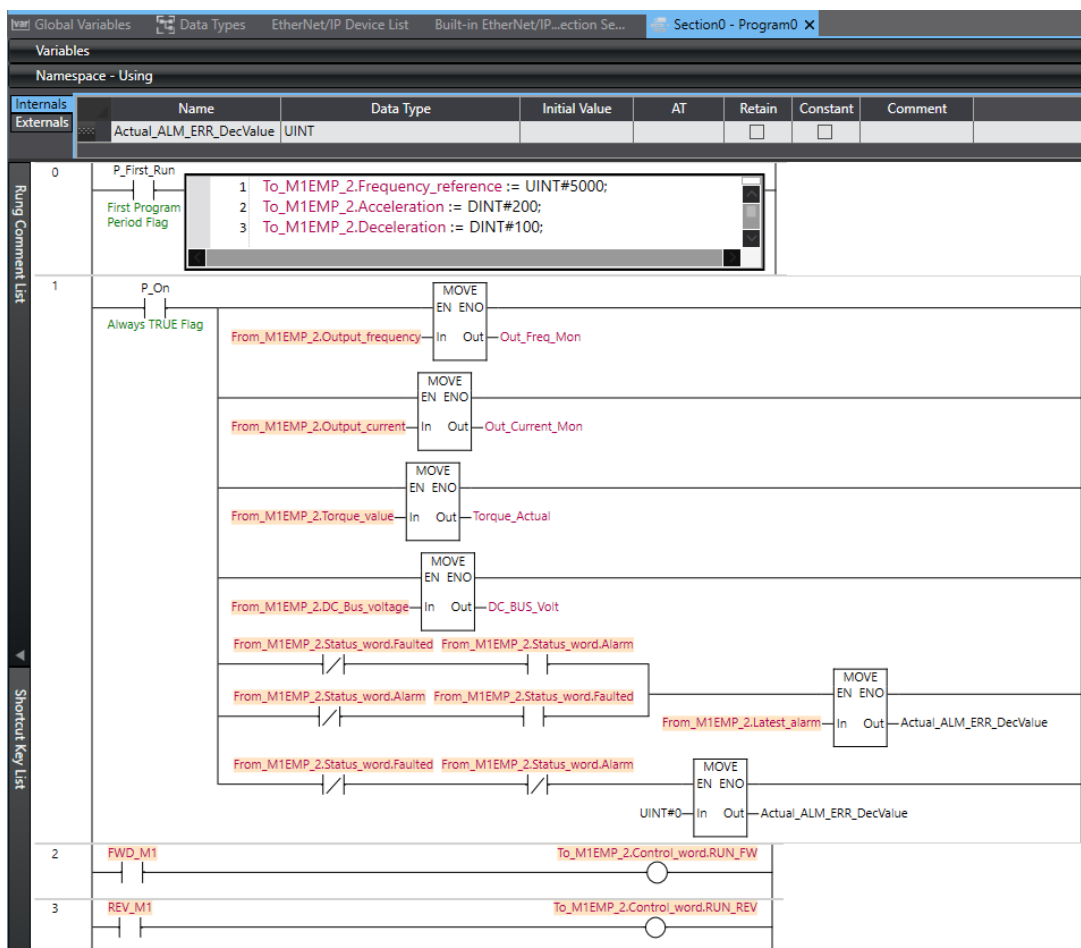 var Global Variables Data Types EtherNet/IP Device List Built-in EtherNet/IP...ection Se... Section0 - Program0 X
Variables
Namespace - Using
Internals
Externals
Name Data Type Initial Value AT Retain Constant Comment
Actual_ALM_ERR_DecValue UINT
Rung Comment List
Shortcut Key List
0
P_First_Run
First Program
Period Flag
1 To_M1EMP_2.Frequency_reference := UINT#5000;
2 To_M1EMP_2.Acceleration := DINT#200;
3 To_M1EMP_2.Deceleration := DINT#100;
1
P_On
Always TRUE Flag
MOVE
EN ENO
From_M1EMP_2.Output_frequency In Out Out_Freq_Mon
MOVE
EN ENO
From_M1EMP_2.Output_current In Out Out_Current_Mon
MOVE
EN ENO
From_M1EMP_2.Torque_value In Out Torque_Actual
MOVE
EN ENO
From_M1EMP_2.DC_Bus_voltage In Out DC_BUS_Volt
From_M1EMP_2.Status_word.Faulted From_M1EMP_2.Status_word.Alarm
From_M1EMP_2.Status_word.Alarm From_M1EMP_2.Status_word.Faulted
MOVE
EN ENO
From_M1EMP_2.Latest_alarm In Out Actual_ALM_ERR_DecValue
From_M1EMP_2.Status_word.Faulted From_M1EMP_2.Status_word.Alarm
MOVE
EN ENO
UINT#0 In Out Actual_ALM_ERR_DecValue
2
FWD_M1 To_M1EMP_2.Control_word.RUN_FW
3
REV_M1 To_M1EMP_2.Control_word.RUN_REV